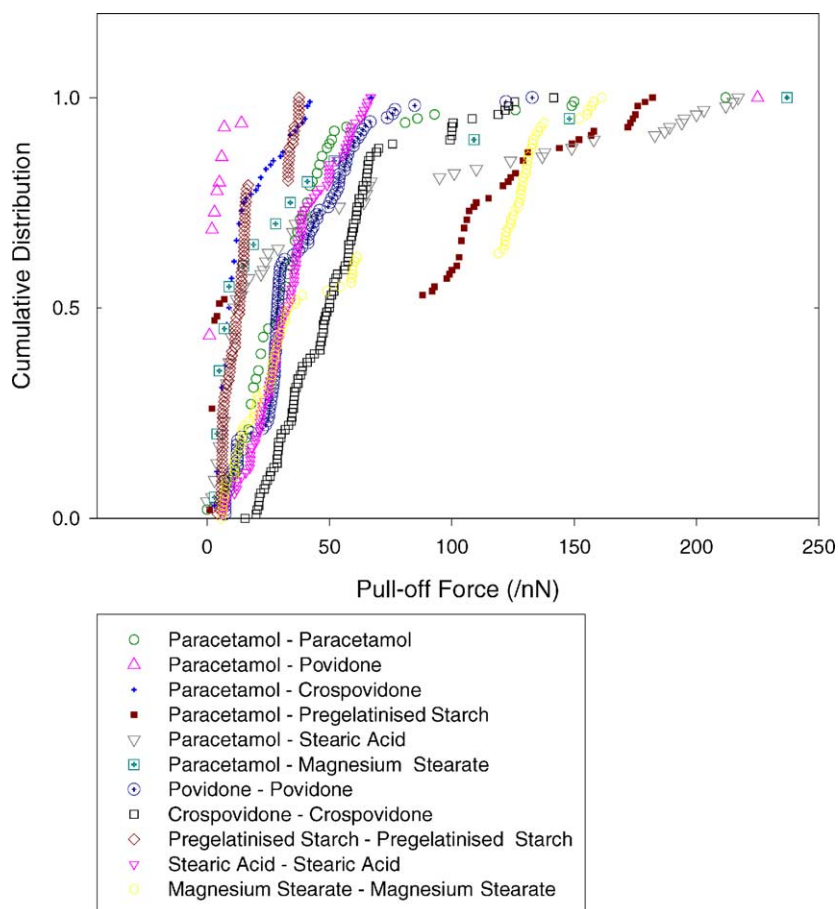 Cumulative Distribution
1.0
0.5
0.0
0 50 100 150 200 250
Pull-off Force (/nN)
Paracetamol - Paracetamol
Paracetamol - Povidone
Paracetamol - Crospovidone
Paracetamol - Pregelatinised Starch
Paracetamol - Stearic Acid
Paracetamol - Magnesium Stearate
Povidone - Povidone
Crospovidone - Crospovidone
Pregelatinised Starch - Pregelatinised Starch
Stearic Acid - Stearic Acid
Magnesium Stearate - Magnesium Stearate